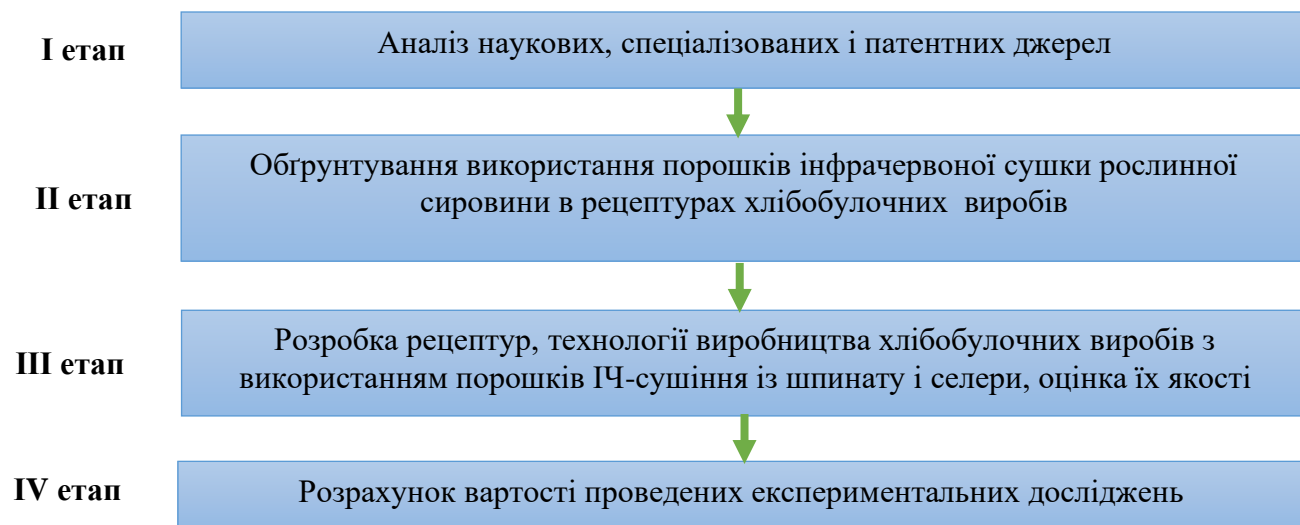 I етап
Аналіз наукових, спеціалізованих і патентних джерел
II етап
Обґрунтування використання порошків інфрачервоної сушки рослинної
сировини в рецептурах хлібобулочних виробів
III етап
Розробка рецептур, технології виробництва хлібобулочних виробів з
використанням порошків ІЧ-сушіння із шпинату і селери, оцінка їх якості
IV етап
Розрахунок вартості проведених експериментальних досліджень